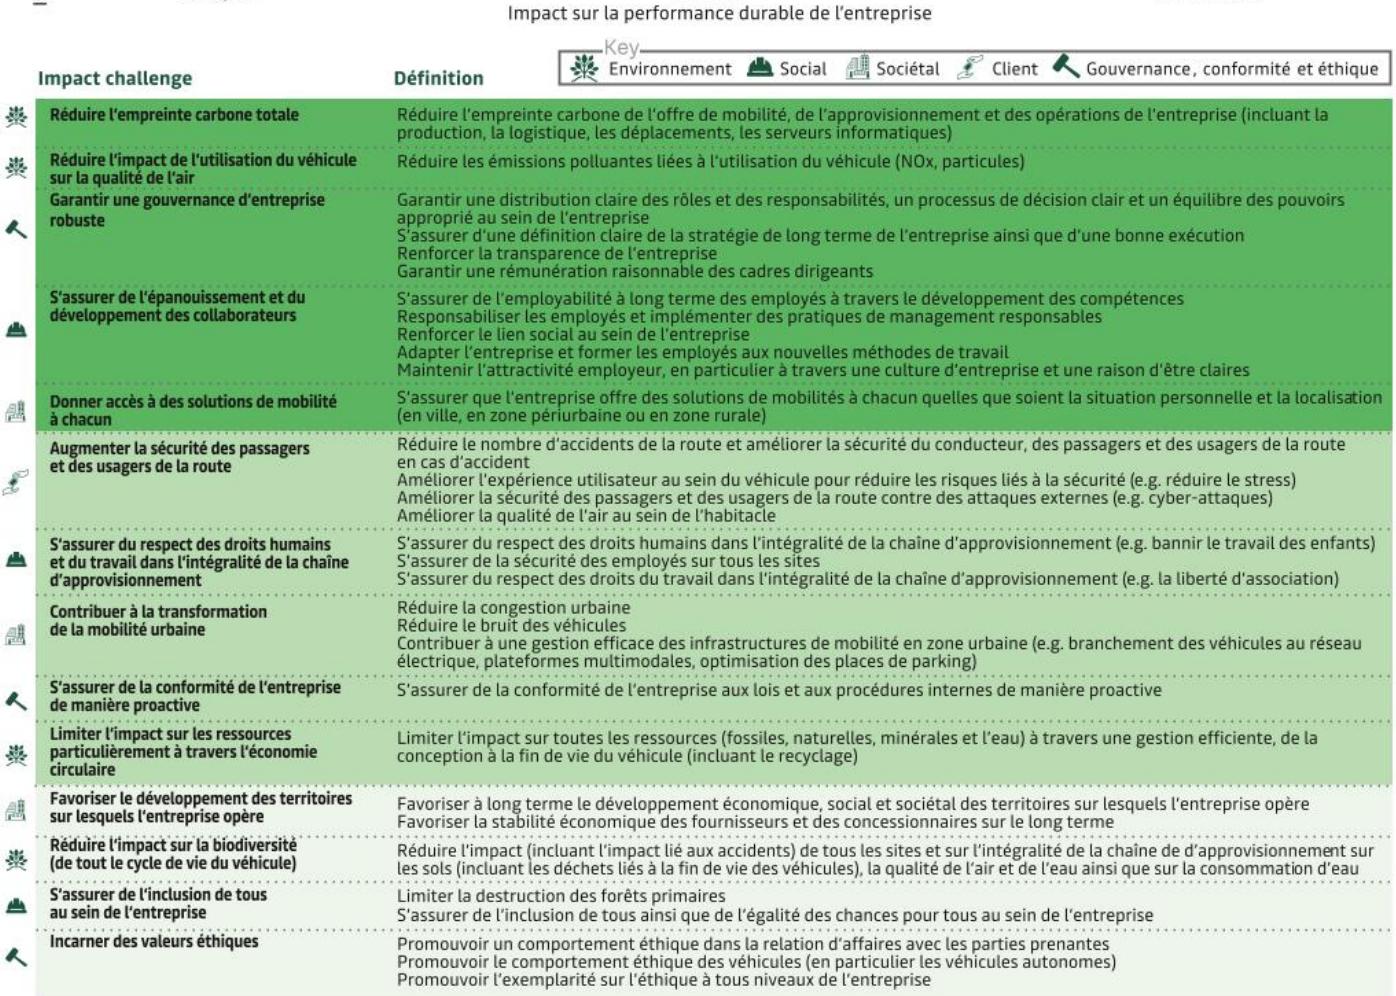 Impact sur la performance durable de l'entreprise
Key
Environnement Social Sociétal Client Gouvernance, conformité et éthique
Impact challenge Définition
Réduire l'empreinte carbone totale
Réduire l'empreinte carbone de l'offre de mobilité, de l'approvisionnement et des opérations de l'entreprise (incluant la
production, la logistique, les déplacements, les serveurs informatiques)
Réduire l'impact de l'utilisation du véhicule
sur la qualité de l'air
Réduire les émissions polluantes liées à l'utilisation du véhicule (NOx, particules)
Garantir une gouvernance d'entreprise
robuste
Garantir une distribution claire des rôles et des responsabilités, un processus de décision clair et un équilibre des pouvoirs
approprié au sein de l'entreprise
S'assurer d'une définition claire de la stratégie de long terme de l'entreprise ainsi que d'une bonne exécution
Renforcer la transparence de l'entreprise
Garantir une rémunération raisonnable des cadres dirigeants
S'assurer de l'épanouissement et du
développement des collaborateurs
S'assurer de l'employabilité à long terme des employés à travers le développement des compétences
Responsabiliser les employés et implémenter des pratiques de management responsables
Renforcer le lien social au sein de l'entreprise
Adapter l'entreprise et former les employés aux nouvelles méthodes de travail
Maintenir l'attractivité employeur, en particulier à travers une culture d'entreprise et une raison d'être claires
Donner accès à des solutions de mobilité
à chacun
S'assurer que l'entreprise offre des solutions de mobilités à chacun quelles que soient la situation personnelle et la localisation
(en ville, en zone périurbaine ou en zone rurale)
Augmenter la sécurité des passagers
et des usagers de la route
Réduire le nombre d'accidents de la route et améliorer la sécurité du conducteur, des passagers et des usagers de la route
en cas d'accident
Améliorer l'expérience utilisateur au sein du véhicule pour réduire les risques liés à la sécurité (e.g. réduire le stress)
Améliorer la sécurité des passagers et des usagers de la route contre des attaques externes (e.g. cyber-attaques)
Améliorer la qualité de l'air au sein de l'habitacle
S'assurer du respect des droits humains
et du travail dans l'intégralité de la chaîne
d'approvisionnement
S'assurer du respect des droits humains dans l'intégralité de la chaîne d'approvisionnement (e.g. bannir le travail des enfants)
S'assurer de la sécurité des employés sur tous les sites
S'assurer du respect des droits du travail dans l'intégralité de la chaîne d'approvisionnement (e.g. la liberté d'association)
Contribuer à la transformation
de la mobilité urbaine
Réduire la congestion urbaine
Réduire le bruit des véhicules
Contribuer à une gestion efficace des infrastructures de mobilité en zone urbaine (e.g. branchement des véhicules au réseau
électrique, plateformes multimodales, optimisation des places de parking)
S'assurer de la conformité de l'entreprise
de manière proactive
S'assurer de la conformité de l'entreprise aux lois et aux procédures internes de manière proactive
Limiter l'impact sur les ressources
particulièrement à travers l'économie
circulaire
Limiter l'impact sur toutes les ressources (fossiles, naturelles, minérales et l'eau) à travers une gestion efficiente, de la
conception à la fin de vie du véhicule (incluant le recyclage)
Favoriser le développement des territoires
sur lesquels l'entreprise opère
Favoriser à long terme le développement économique, social et sociétal des territoires sur lesquels l'entreprise opère
Favoriser la stabilité économique des fournisseurs et des concessionnaires sur le long terme
Réduire l'impact sur la biodiversité
(de tout le cycle de vie du véhicule)
Réduire l'impact (incluant l'impact lié aux accidents) de tous les sites et sur l'intégralité de la chaîne de d'approvisionnement sur
les sols (incluant les déchets liés à la fin de vie des véhicules), la qualité de l'air et de l'eau ainsi que sur la consommation d'eau
S'assurer de l'inclusion de tous
au sein de l'entreprise
Limiter la destruction des forêts primaires
S'assurer de l'inclusion de tous ainsi que de l'égalité des chances pour tous au sein de l'entreprise
Incarner des valeurs éthiques
Promouvoir un comportement éthique dans la relation d'affaires avec les parties prenantes
Promouvoir le comportement éthique des véhicules (en particulier les véhicules autonomes)
Promouvoir l'exemplarité sur l'éthique à tous niveaux de l'entreprise